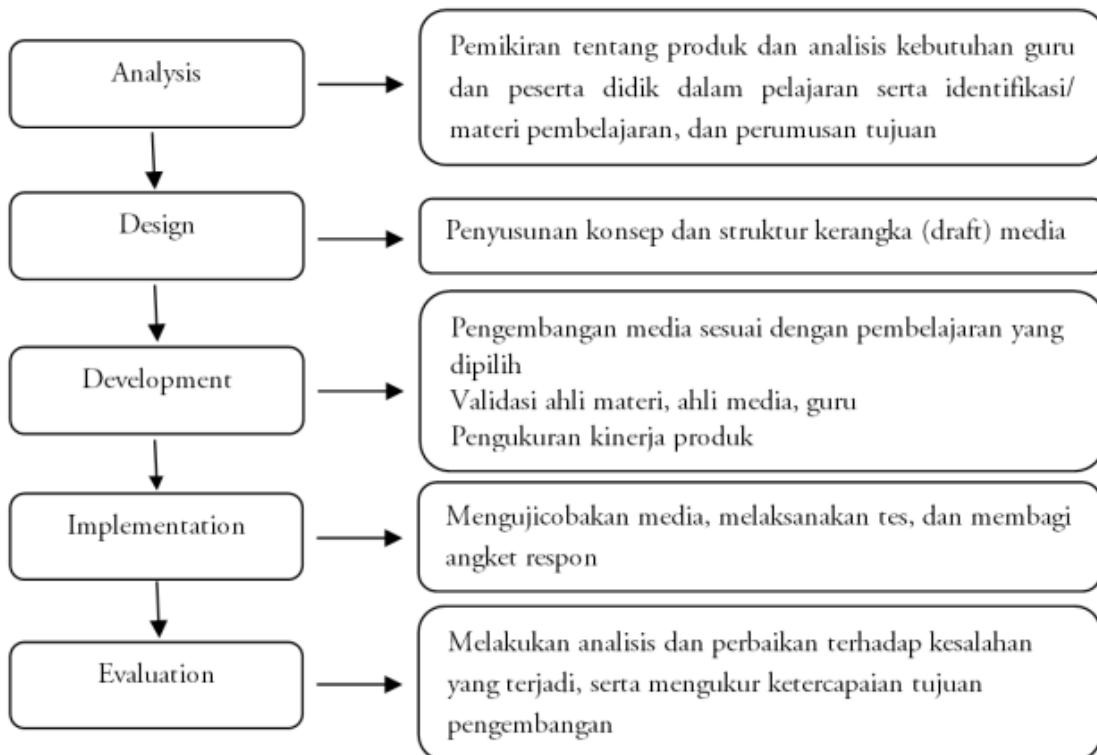 Analysis
Pemikiran tentang produk dan analisis kebutuhan guru
dan peserta didik dalam pelajaran serta identifikasi/
materi pembelajaran, dan perumusan tujuan
Design
Penyusunan konsep dan struktur kerangka (draft) media
Development
Pengembangan media sesuai dengan pembelajaran yang
dipilih
Validasi ahli materi, ahli media, guru
Pengukuran kinerja produk
Implementation
Mengujicobakan media, melaksanakan tes, dan membagi
angket respon
Evaluation
Melakukan analisis dan perbaikan terhadap kesalahan
yang terjadi, serta mengukur ketercapaian tujuan
pengembangan